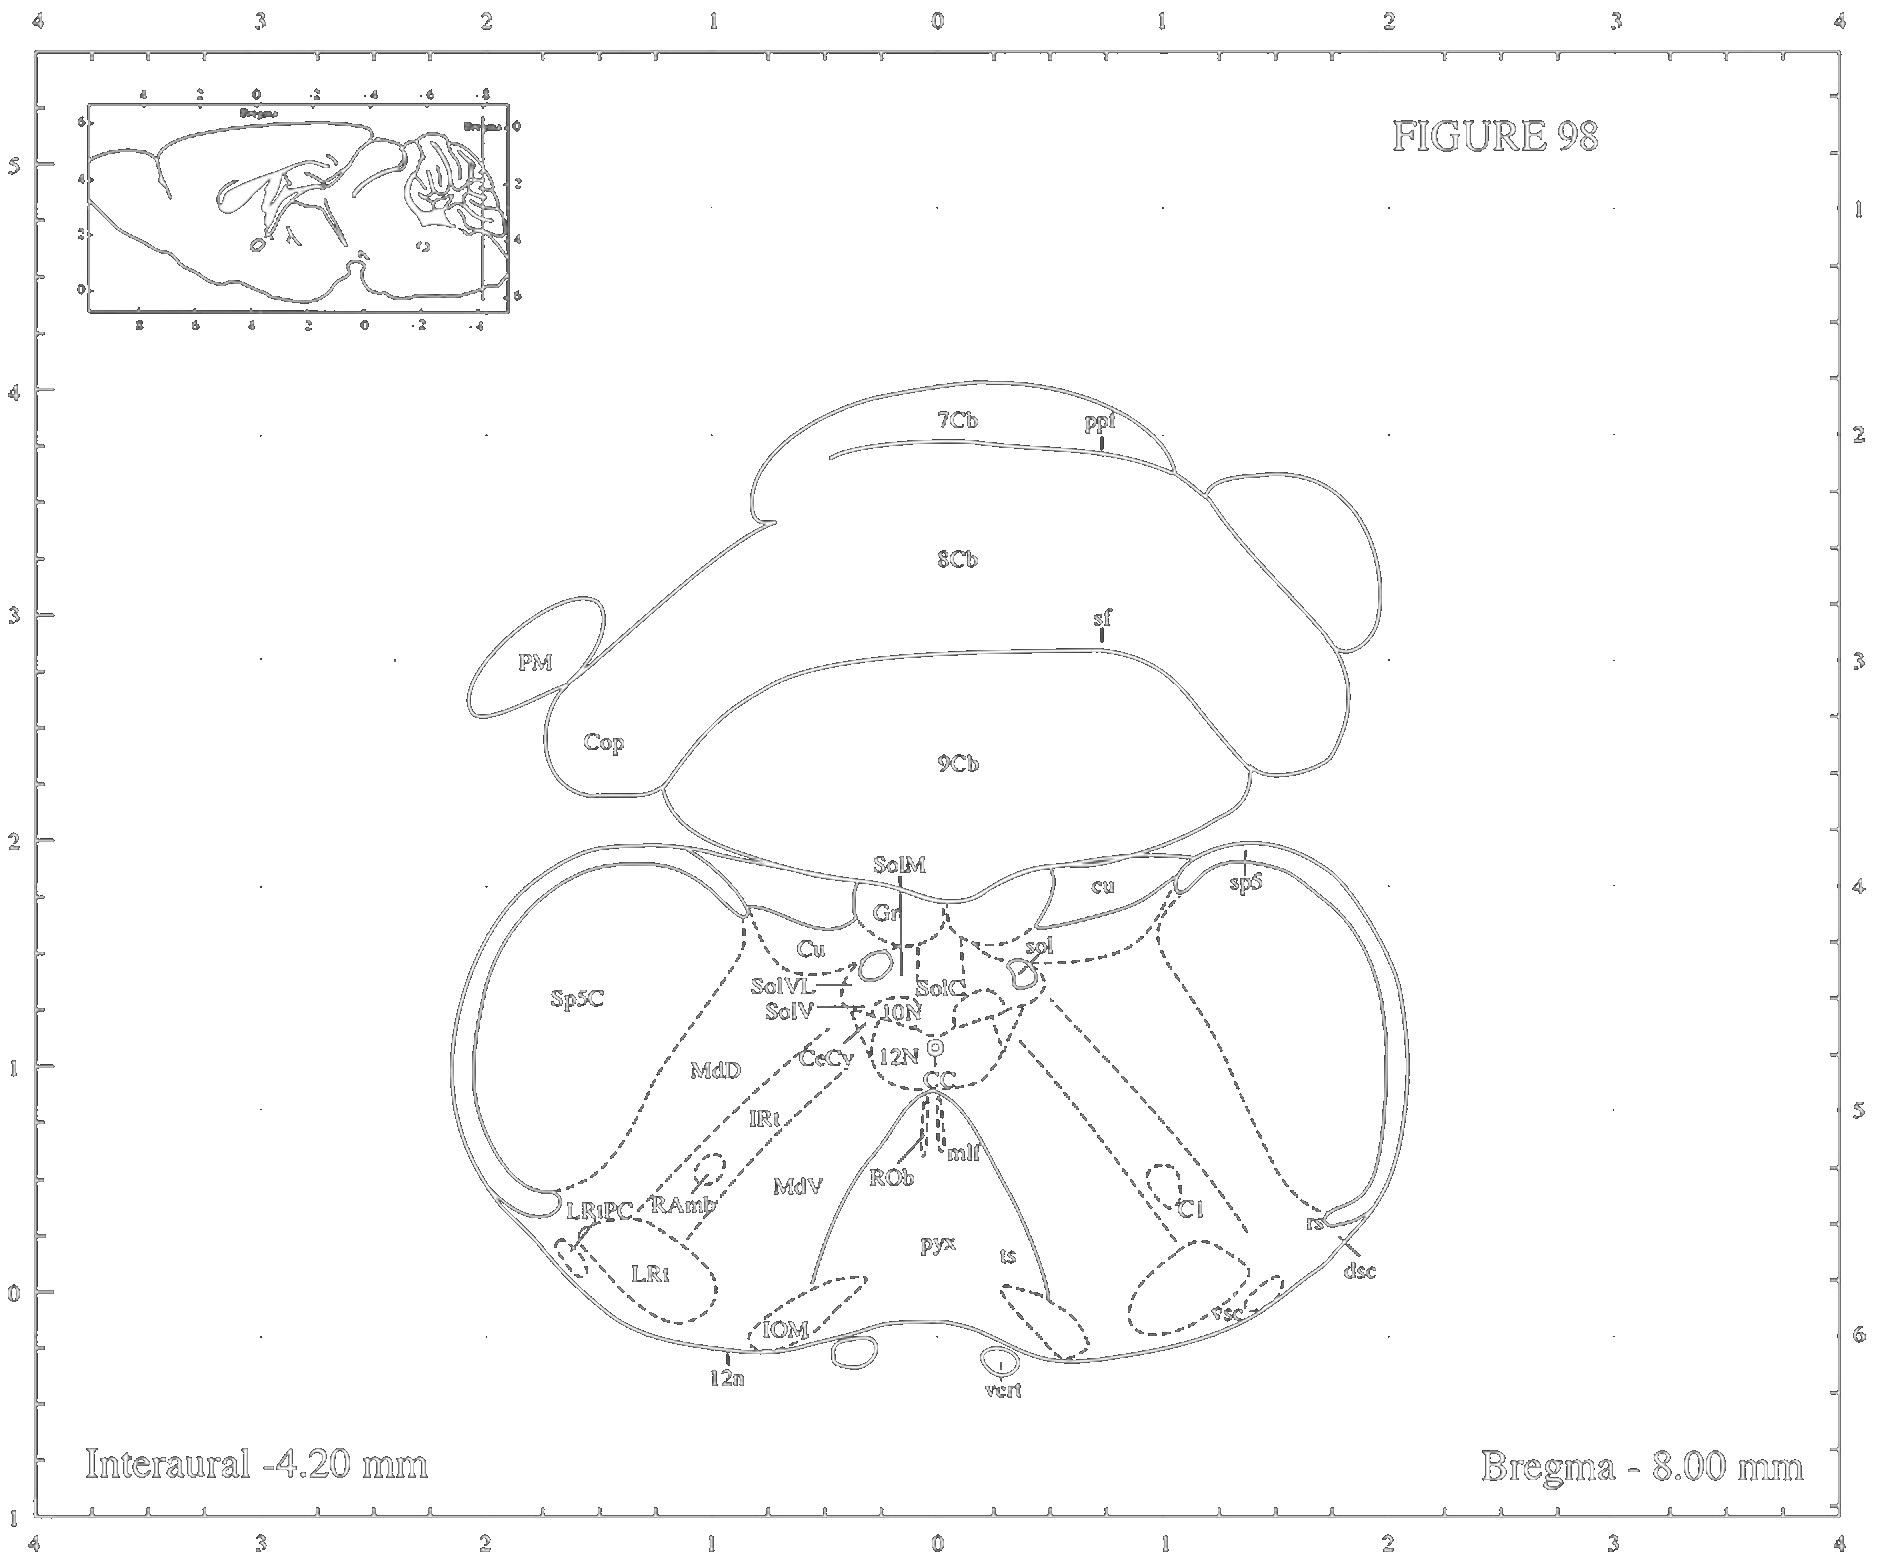 4 3 2 1 0 1 2 3 4
4 2 0 2 4 6 8
Bregma
6
Bregma 0
FIGURE 98
5
4 2
1
2 4
0 6
8 6 4 2 0 -2 -4
4
7Cb ppf
2
8Cb
3 sf
PM
3
Cop
9Cb
2
SolM
sp5
cu 4
Gr
Cu sol
SolVL SolC
Sp5C
SolV 10N
CeCv 12N
1 MdD
CC
IRt 5
mlf
ROb
MdV
LRtPC RAmb C1
rs
pyx ts
LRt dsc
0
vsc
IOM 6
12n
vert
Interaural -4.20 mm
Bregma - 8.00 mm
1
4 3 2 1 0 1 2 3 4